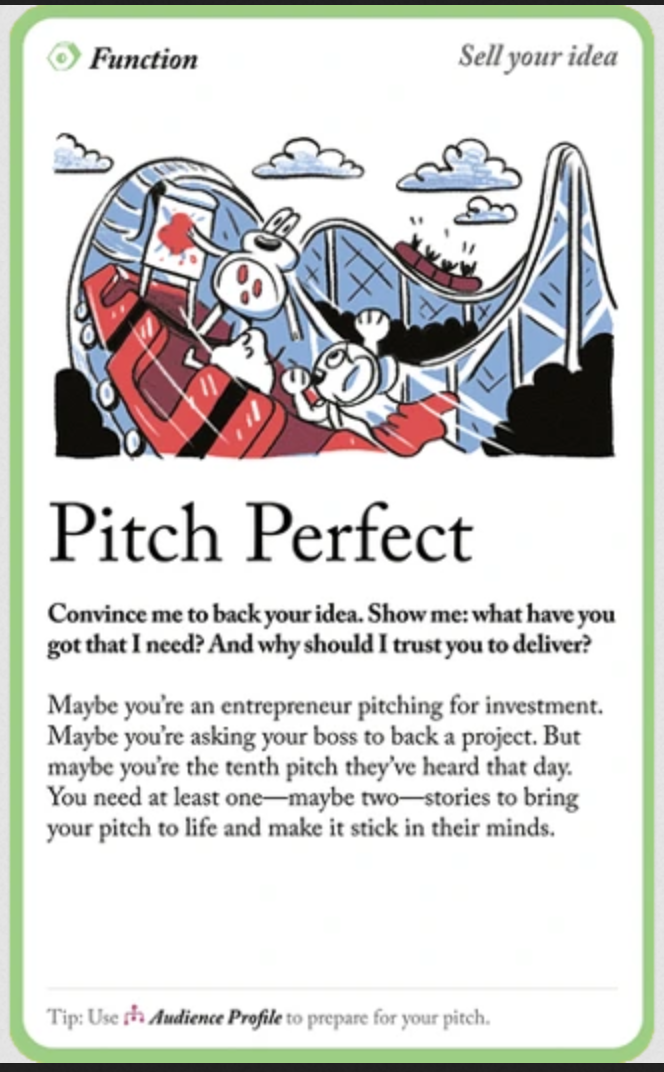 Function
Sell your idea
Pitch Perfect
Convince me to back your idea. Show me: what have you
got that I need? And why should I trust you to deliver?
Maybe you’re an entrepreneur pitching for investment.
Maybe you’re asking your boss to back a project. But
maybe you’re the tenth pitch they’ve heard that day.
You need at least one—maybe two—stories to bring
your pitch to life and make it stick in their minds.
Tip: Use Audience Profile to prepare for your pitch.